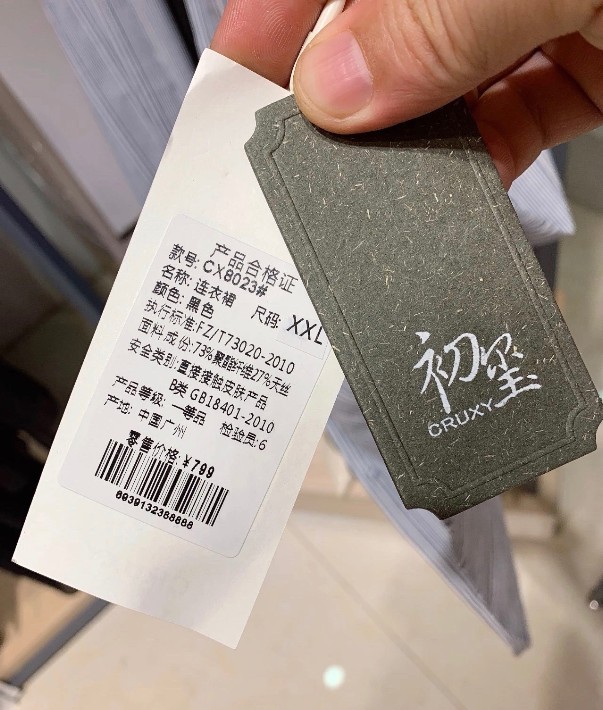 产品合格证
款号: CX8023#
名称: 连衣裙
颜色: 黑色 尺码: XXL
执行标准:FZ/T73020-2010
面料成份:73%聚酯纤维27%天丝
安全类别:直接接触皮肤产品
B类 GB18401-2010
产品等级: 一等品 检验员:6
产地: 中国广州
零售价格:¥799
6939132388888
初墨
CRUXY